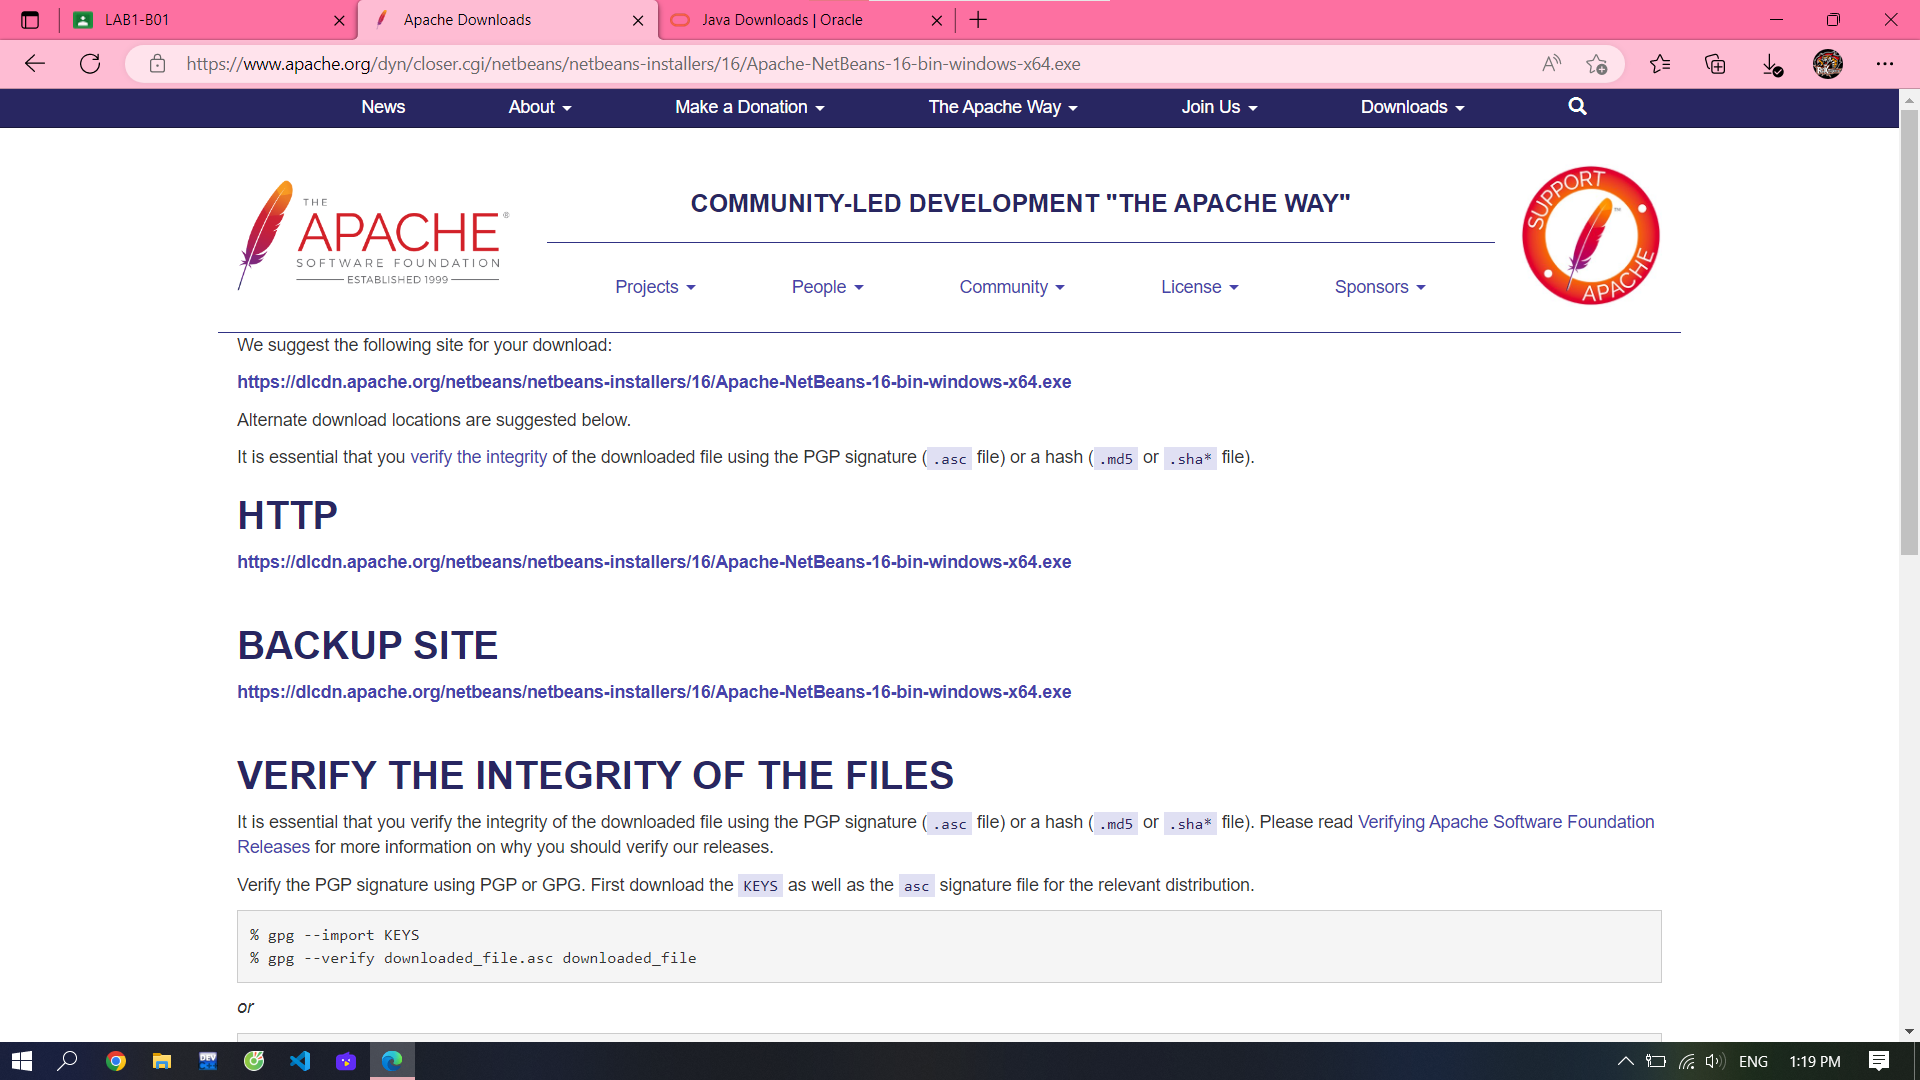 LAB1-B01
Apache Downloads
Java Downloads | Oracle
https://www.apache.org/dyn/closer.cgi/netbeans/netbeans-installers/16/Apache-NetBeans-16-bin-windows-x64.exe
News About Make a Donation The Apache Way Join Us Downloads
THE
APACHE®
SOFTWARE FOUNDATION
ESTABLISHED 1999
COMMUNITY-LED DEVELOPMENT "THE APACHE WAY"
SUPPORT
APACHE
Projects People Community License Sponsors
We suggest the following site for your download:
https://dlcdn.apache.org/netbeans/netbeans-installers/16/Apache-NetBeans-16-bin-windows-x64.exe
Alternate download locations are suggested below.
It is essential that you verify the integrity of the downloaded file using the PGP signature ( .asc file) or a hash ( .md5 or .sha* file).
HTTP
https://dlcdn.apache.org/netbeans/netbeans-installers/16/Apache-NetBeans-16-bin-windows-x64.exe
BACKUP SITE
https://dlcdn.apache.org/netbeans/netbeans-installers/16/Apache-NetBeans-16-bin-windows-x64.exe
VERIFY THE INTEGRITY OF THE FILES
It is essential that you verify the integrity of the downloaded file using the PGP signature ( .asc file) or a hash ( .md5 or .sha* file). Please read Verifying Apache Software Foundation
Releases for more information on why you should verify our releases.
Verify the PGP signature using PGP or GPG. First download the KEYS as well as the asc signature file for the relevant distribution.
% gpg --import KEYS
% gpg --verify downloaded_file.asc downloaded_file
or
DEV
ENG
1:19 PM